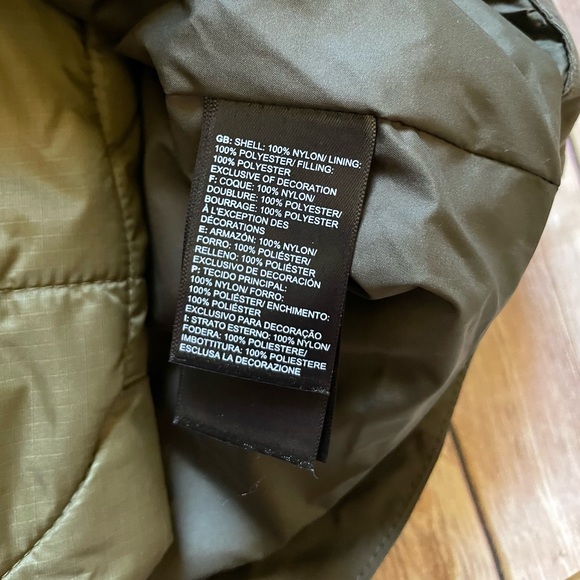 GB: SHELL: 100% NYLON/ LINING:
100% POLYESTER/ FILLING:
100% POLYESTER
EXCLUSIVE OF DECORATION
F: COQUE: 100% NYLON/
DOUBLURE: 100% POLYESTER/
BOURRAGE: 100% POLYESTER
À L'EXCEPTION DES
DÉCORATIONS
E: ARMAZÓN: 100% NYLON/
FORRO: 100% POLIÉSTER/
RELLENO: 100% POLIÉSTER
EXCLUSIVO DE DECORACIÓN
P: TECIDO PRINCIPAL:
100% NYLON/ FORRO:
100% POLIÉSTER/ ENCHIMENTO:
100% POLIÉSTER
EXCLUSIVO PARA DECORAÇÃO
I: STRATO ESTERNO: 100% NYLON/
FODERA: 100% POLIESTERE/
IMBOTTITURA: 100% POLIESTERE
ESCLUSA LA DECORAZIONE